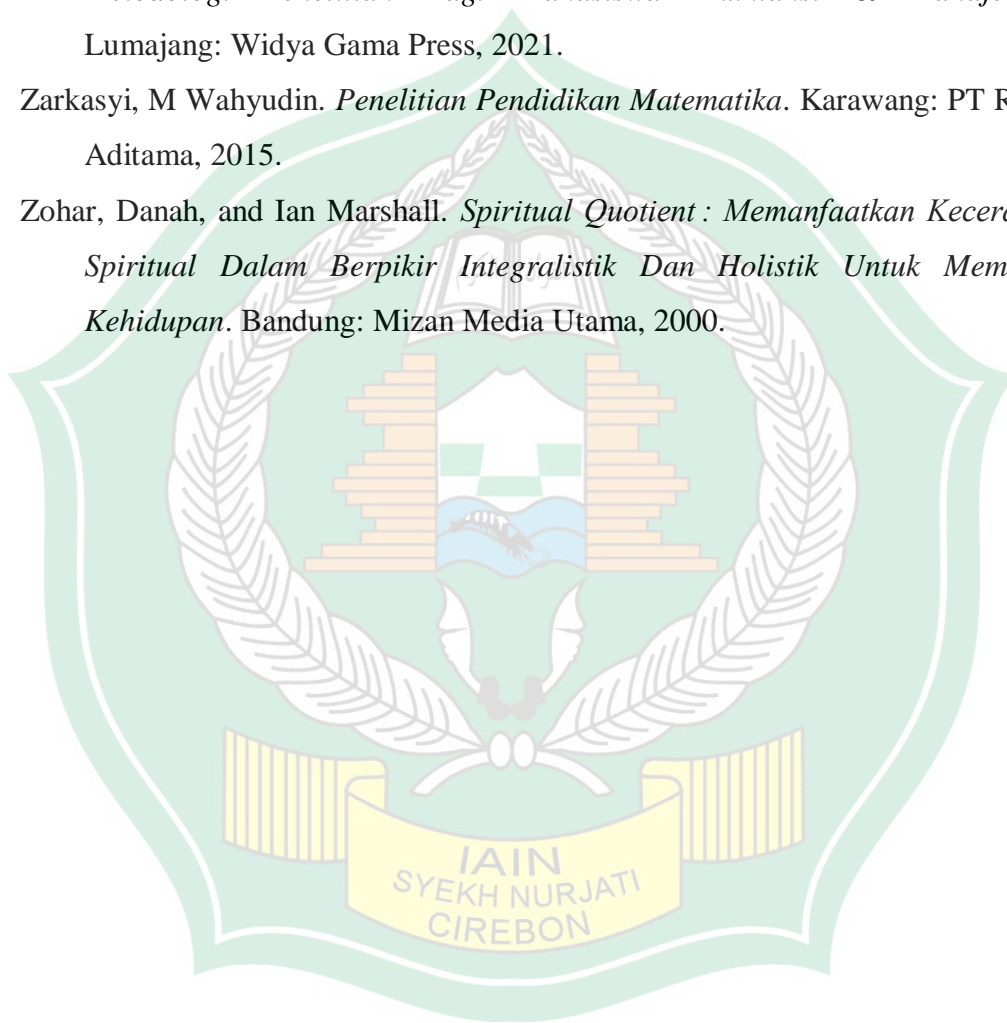 Lumajang: Widya Gama Press, 2021.
Zarkasyi, M Wahyudin. Penelitian Pendidikan Matematika. Karawang: PT
Aditama, 2015.
Zohar, Danah, and Ian Marshall. Spiritual Quotient : Memanfaatkan
Spiritual Dalam Berpikir Integralistik Dan Holistik Untuk
Kehidupan. Bandung: Mizan Media Utama, 2000.
IAIN
SYEKH NURJATI
CIREBON